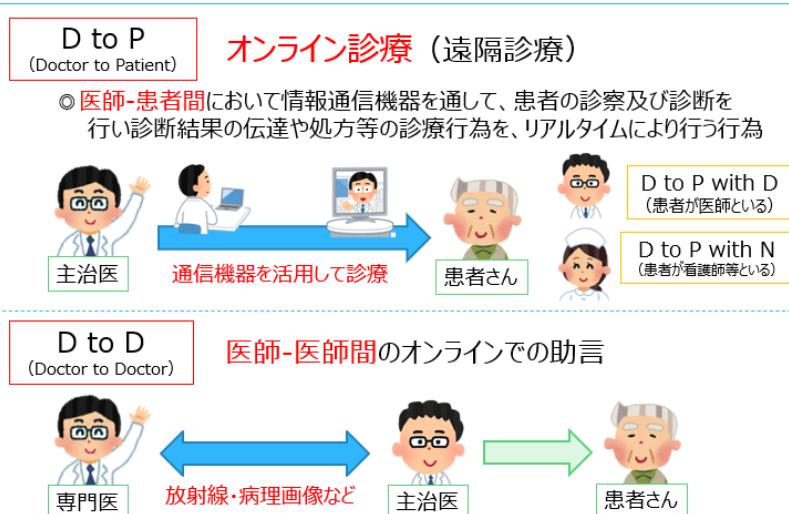 D to P
（Doctor to Patient）
オンライン診療（遠隔診療）
◎医師-患者間において情報通信機器を通して、患者の診察及び診断を
行い診断結果の伝達や処方等の診療行為を、リアルタイムにより行う行為
D to P with D
（患者が医師といる）
D to P with N
（患者が看護師等といる）
主治医
通信機器を活用して診療
患者さん
D to D
（Doctor to Doctor）
医師-医師間のオンラインでの助言
専門医
放射線・病理画像など
主治医
患者さん